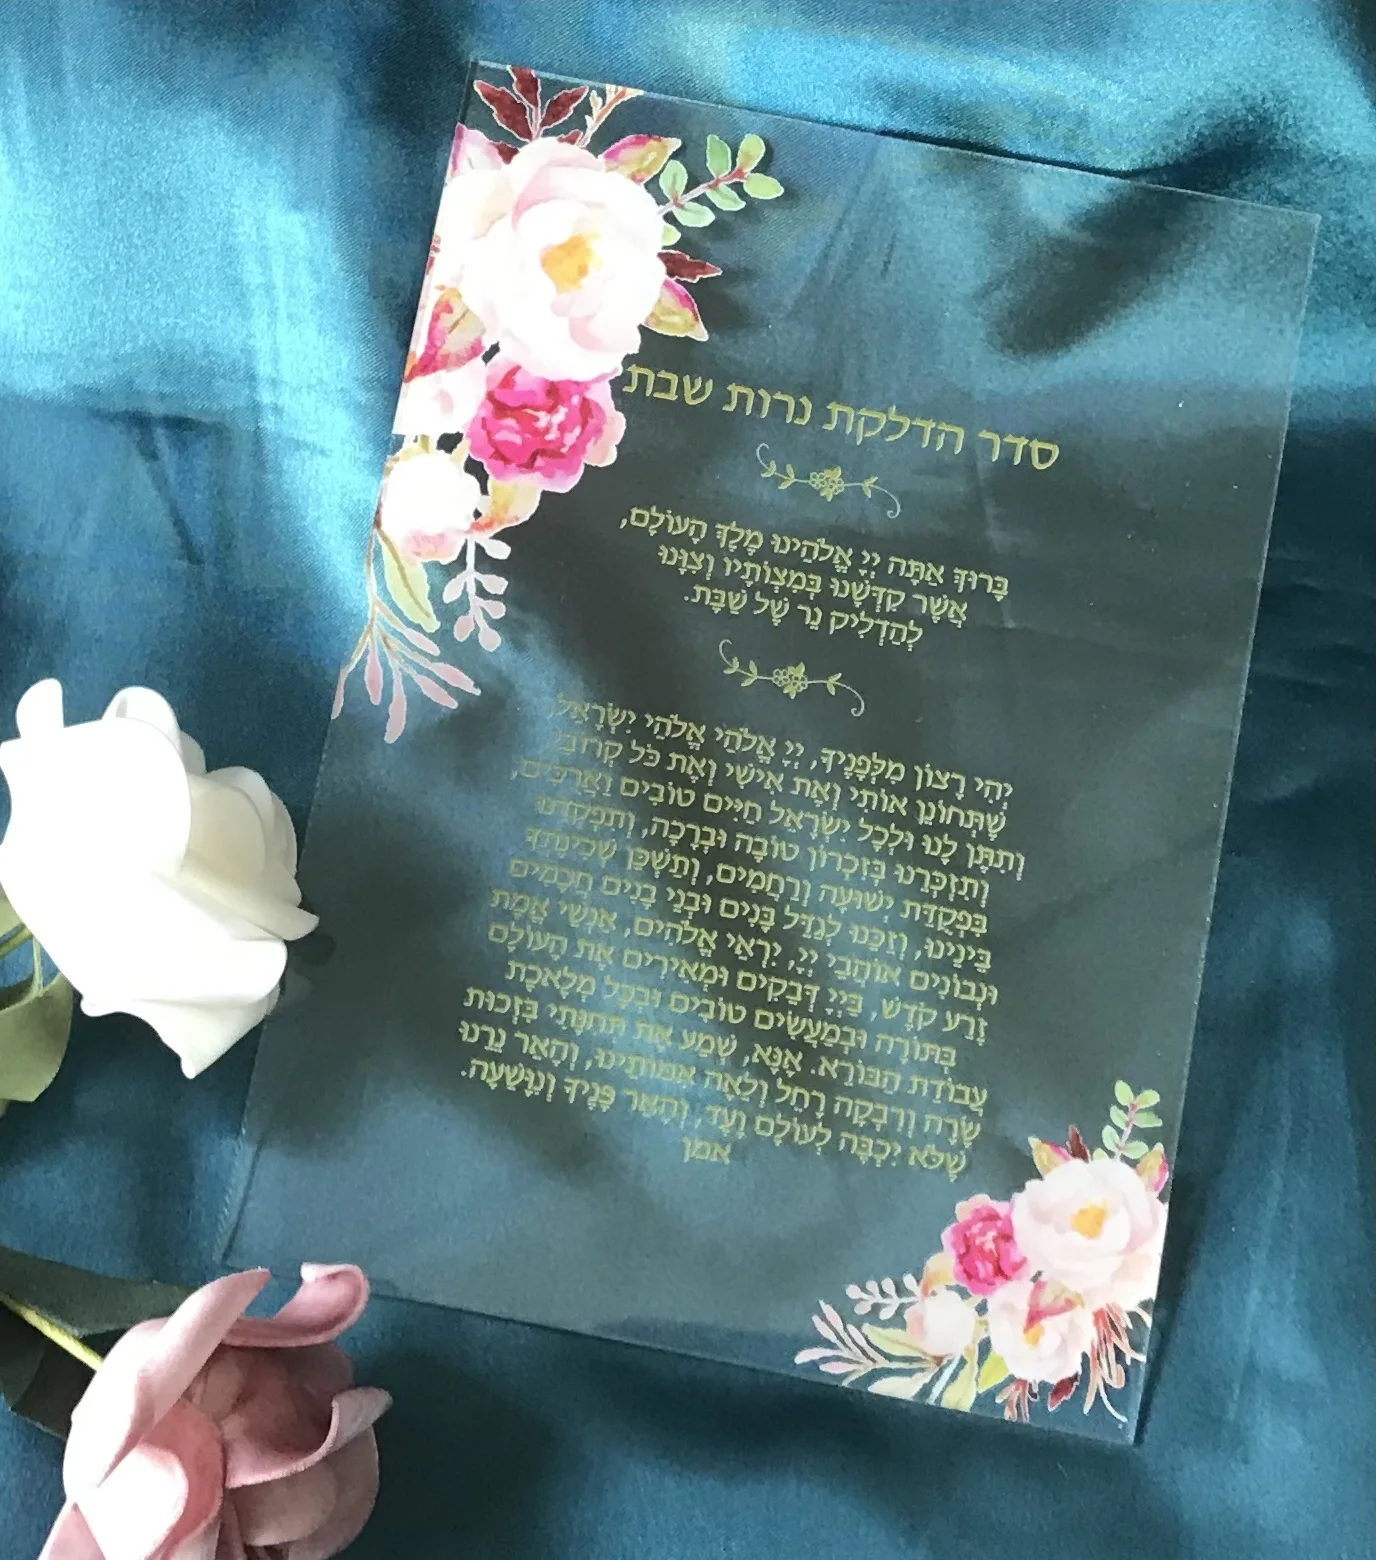 סדר הדלקת נרות שבת
בָּרוּךְ אַתָּה יְיָ אֱלֹהֵינוּ מֶלֶךְ הָעוֹלָם,
אֲשֶׁר קִדְּשָׁנוּ בְּמִצְוֹתָיו וְצִוָּנוּ
לְהַדְלִיק נֵר שֶׁל שַׁבָּת.
יְהִי רָצוֹן מִלְּפָנֶיךָ, יְיָ אֱלֹהַי אֱלֹהֵי יִשְׂרָאֵל,
שֶׁתְּחוֹנֵן אוֹתִי וְאֶת אִישִׁי וְאֶת כֹּל קְרוֹבַי,
וְתִתֵּן לָנוּ וּלְכָל יִשְׂרָאֵל חַיִּים טוֹבִים וַאֲרֻכִּים,
וְתִזְכְּרֵנוּ בְּזִכְרוֹן טוֹבָה וּבְרָכָה, וְתִפְקְדֵנוּ
בִּפְקֻדַּת יְשׁוּעָה וְרַחֲמִים, וְתַשְׁכֵּן שְׁכִינָתְךָ
בֵּינֵינוּ, וְזַכֵּנוּ לְגַדֵּל בָּנִים וּבְנֵי בָנִים חֲכָמִים
וּנְבוֹנִים אוֹהֲבֵי יְיָ, יִרְאֵי אֱלֹהִים, אַנְשֵׁי אֱמֶת
זֶרַע קֹדֶשׁ, בַּיְיָ דְּבֵקִים וּמְאִירִים אֶת הָעוֹלָם
בְּתוֹרָה וּבְמַעֲשִׂים טוֹבִים וּבְכָל מְלֶאכֶת
עֲבוֹדַת הַבּוֹרֵא. אָנָּא, שְׁמַע אֶת תְּחִנָּתִי בִּזְכוּת
שָׂרָה וְרִבְקָה רָחֵל וְלֵאָה אִמּוֹתֵינוּ, וְהָאֵר נֵרֵנוּ
שֶׁלֹּא יִכְבֶּה לְעוֹלָם וָעֶד, וְהָאֵר פָּנֶיךָ וְנִוָּשֵׁעָה.
אמן